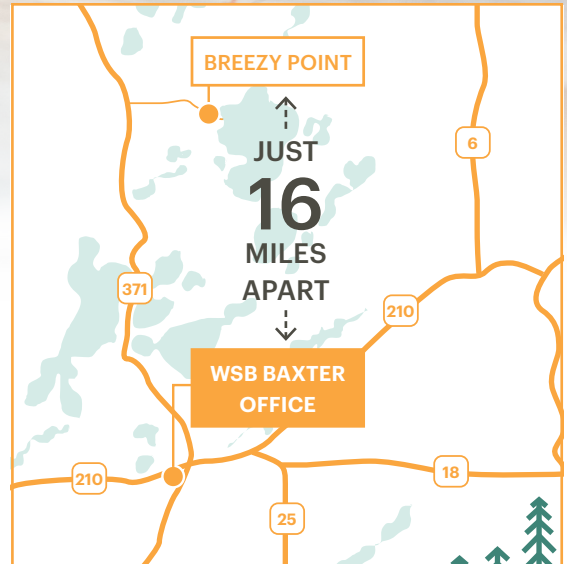 BREEZY POINT
JUST
16
MILES
APART
6
371
210
WSB BAXTER
OFFICE
210
18
25